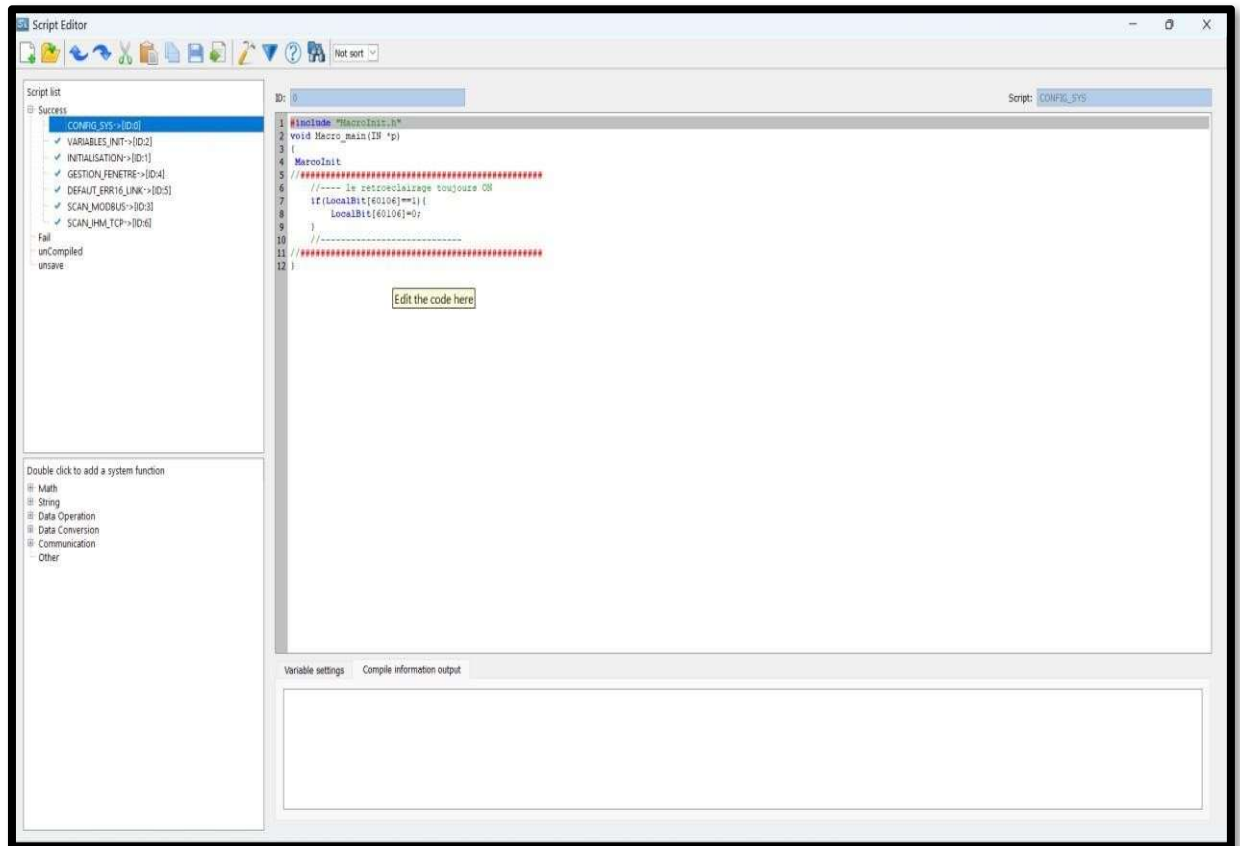 Script Editor
Not sort
Script list
Success
CONFIG_SYS->[ID:0]
VARIABLES_INIT->[ID:2]
INITIALISATION->[ID:1]
GESTION_FENETRE->[ID:4]
DEFAUT_ERR16_LINK->[ID:5]
SCAN_MODBUS->[ID:3]
SCAN_IHM_TCP->[ID:6]
Fail
unCompiled
unsave
Double click to add a system function
Math
String
Data Operation
Data Conversion
Communication
Other
ID: 0 Script: CONFIG_SYS
1 #include "MacroInit.h"
2 void Macro_main(IN *p)
3 {
4 MarcoInit
5 //################################################
6 //---- le retroeclairage toujours ON
7 if(LocalBit[60106]==1){
8 LocalBit[60106]=0;
9 }
10 //----------------------------
11 //################################################
12 }
Edit the code here
Variable settings Compile information output